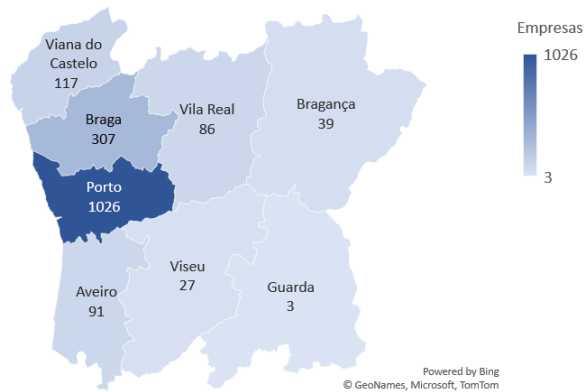 Empresas
1026
3
Viana do
Castelo
117
Braga
307
Vila Real
86
Bragança
39
Porto
1026
Aveiro
91
Viseu
27
Guarda
3
Powered by Bing
© GeoNames, Microsoft, TomTom